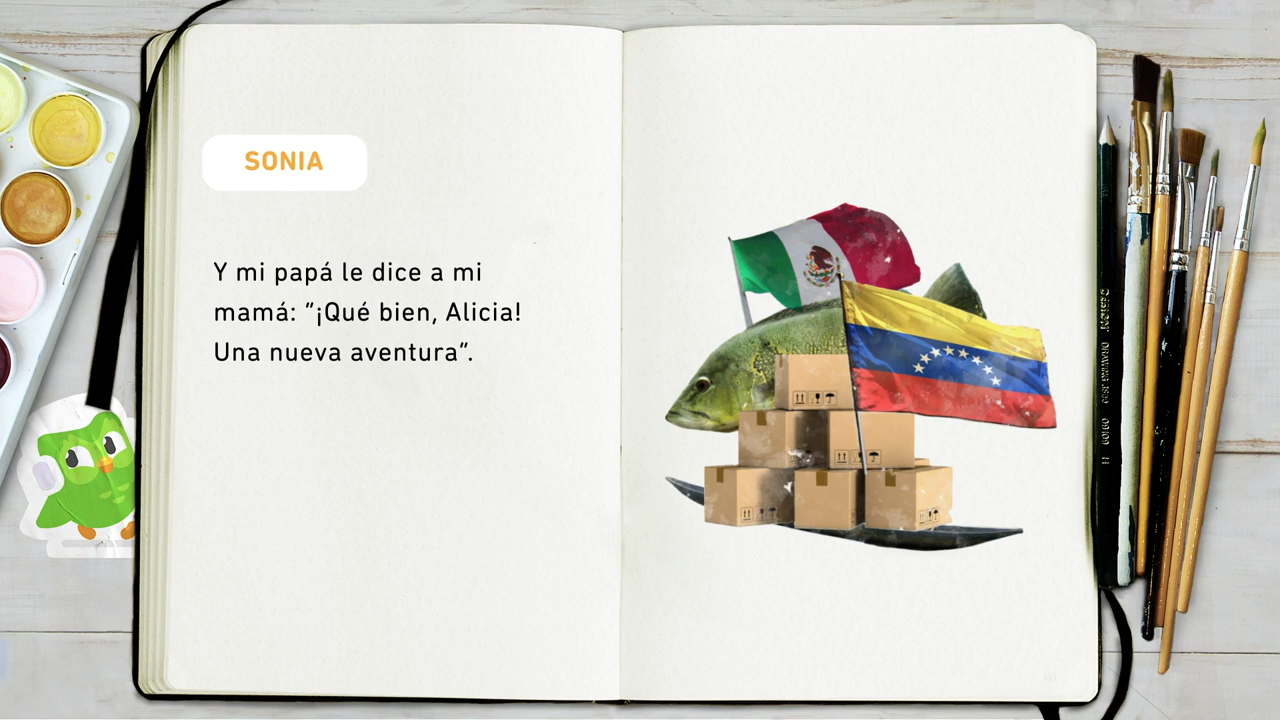 SONIA
Y mi papá le dice a mi
mamá: "¡Qué bien, Alicia!
Una nueva aventura".